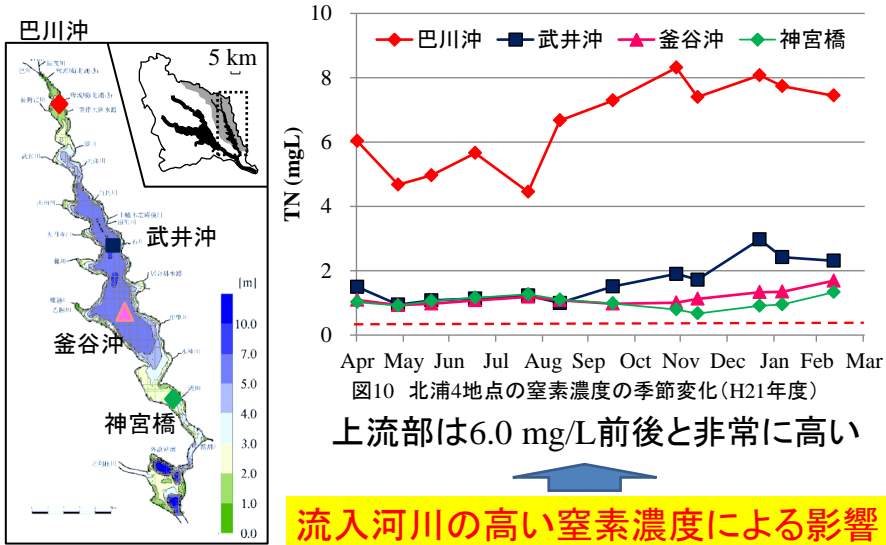 巴川沖
5 km
武井沖
釜谷沖
神宮橋
[m]
10.0
7.0
5.0
4.0
3.0
2.0
1.0
0.0
巴川沖 武井沖 釜谷沖 神宮橋
TN (mg/L)
10
8
6
4
2
0
Apr May Jun Jul Aug Sep Oct Nov Dec Jan Feb Mar
図10 北浦4地点の窒素濃度の季節変化(H21年度)
上流部は6.0 mg/L前後と非常に高い
流入河川の高い窒素濃度による影響